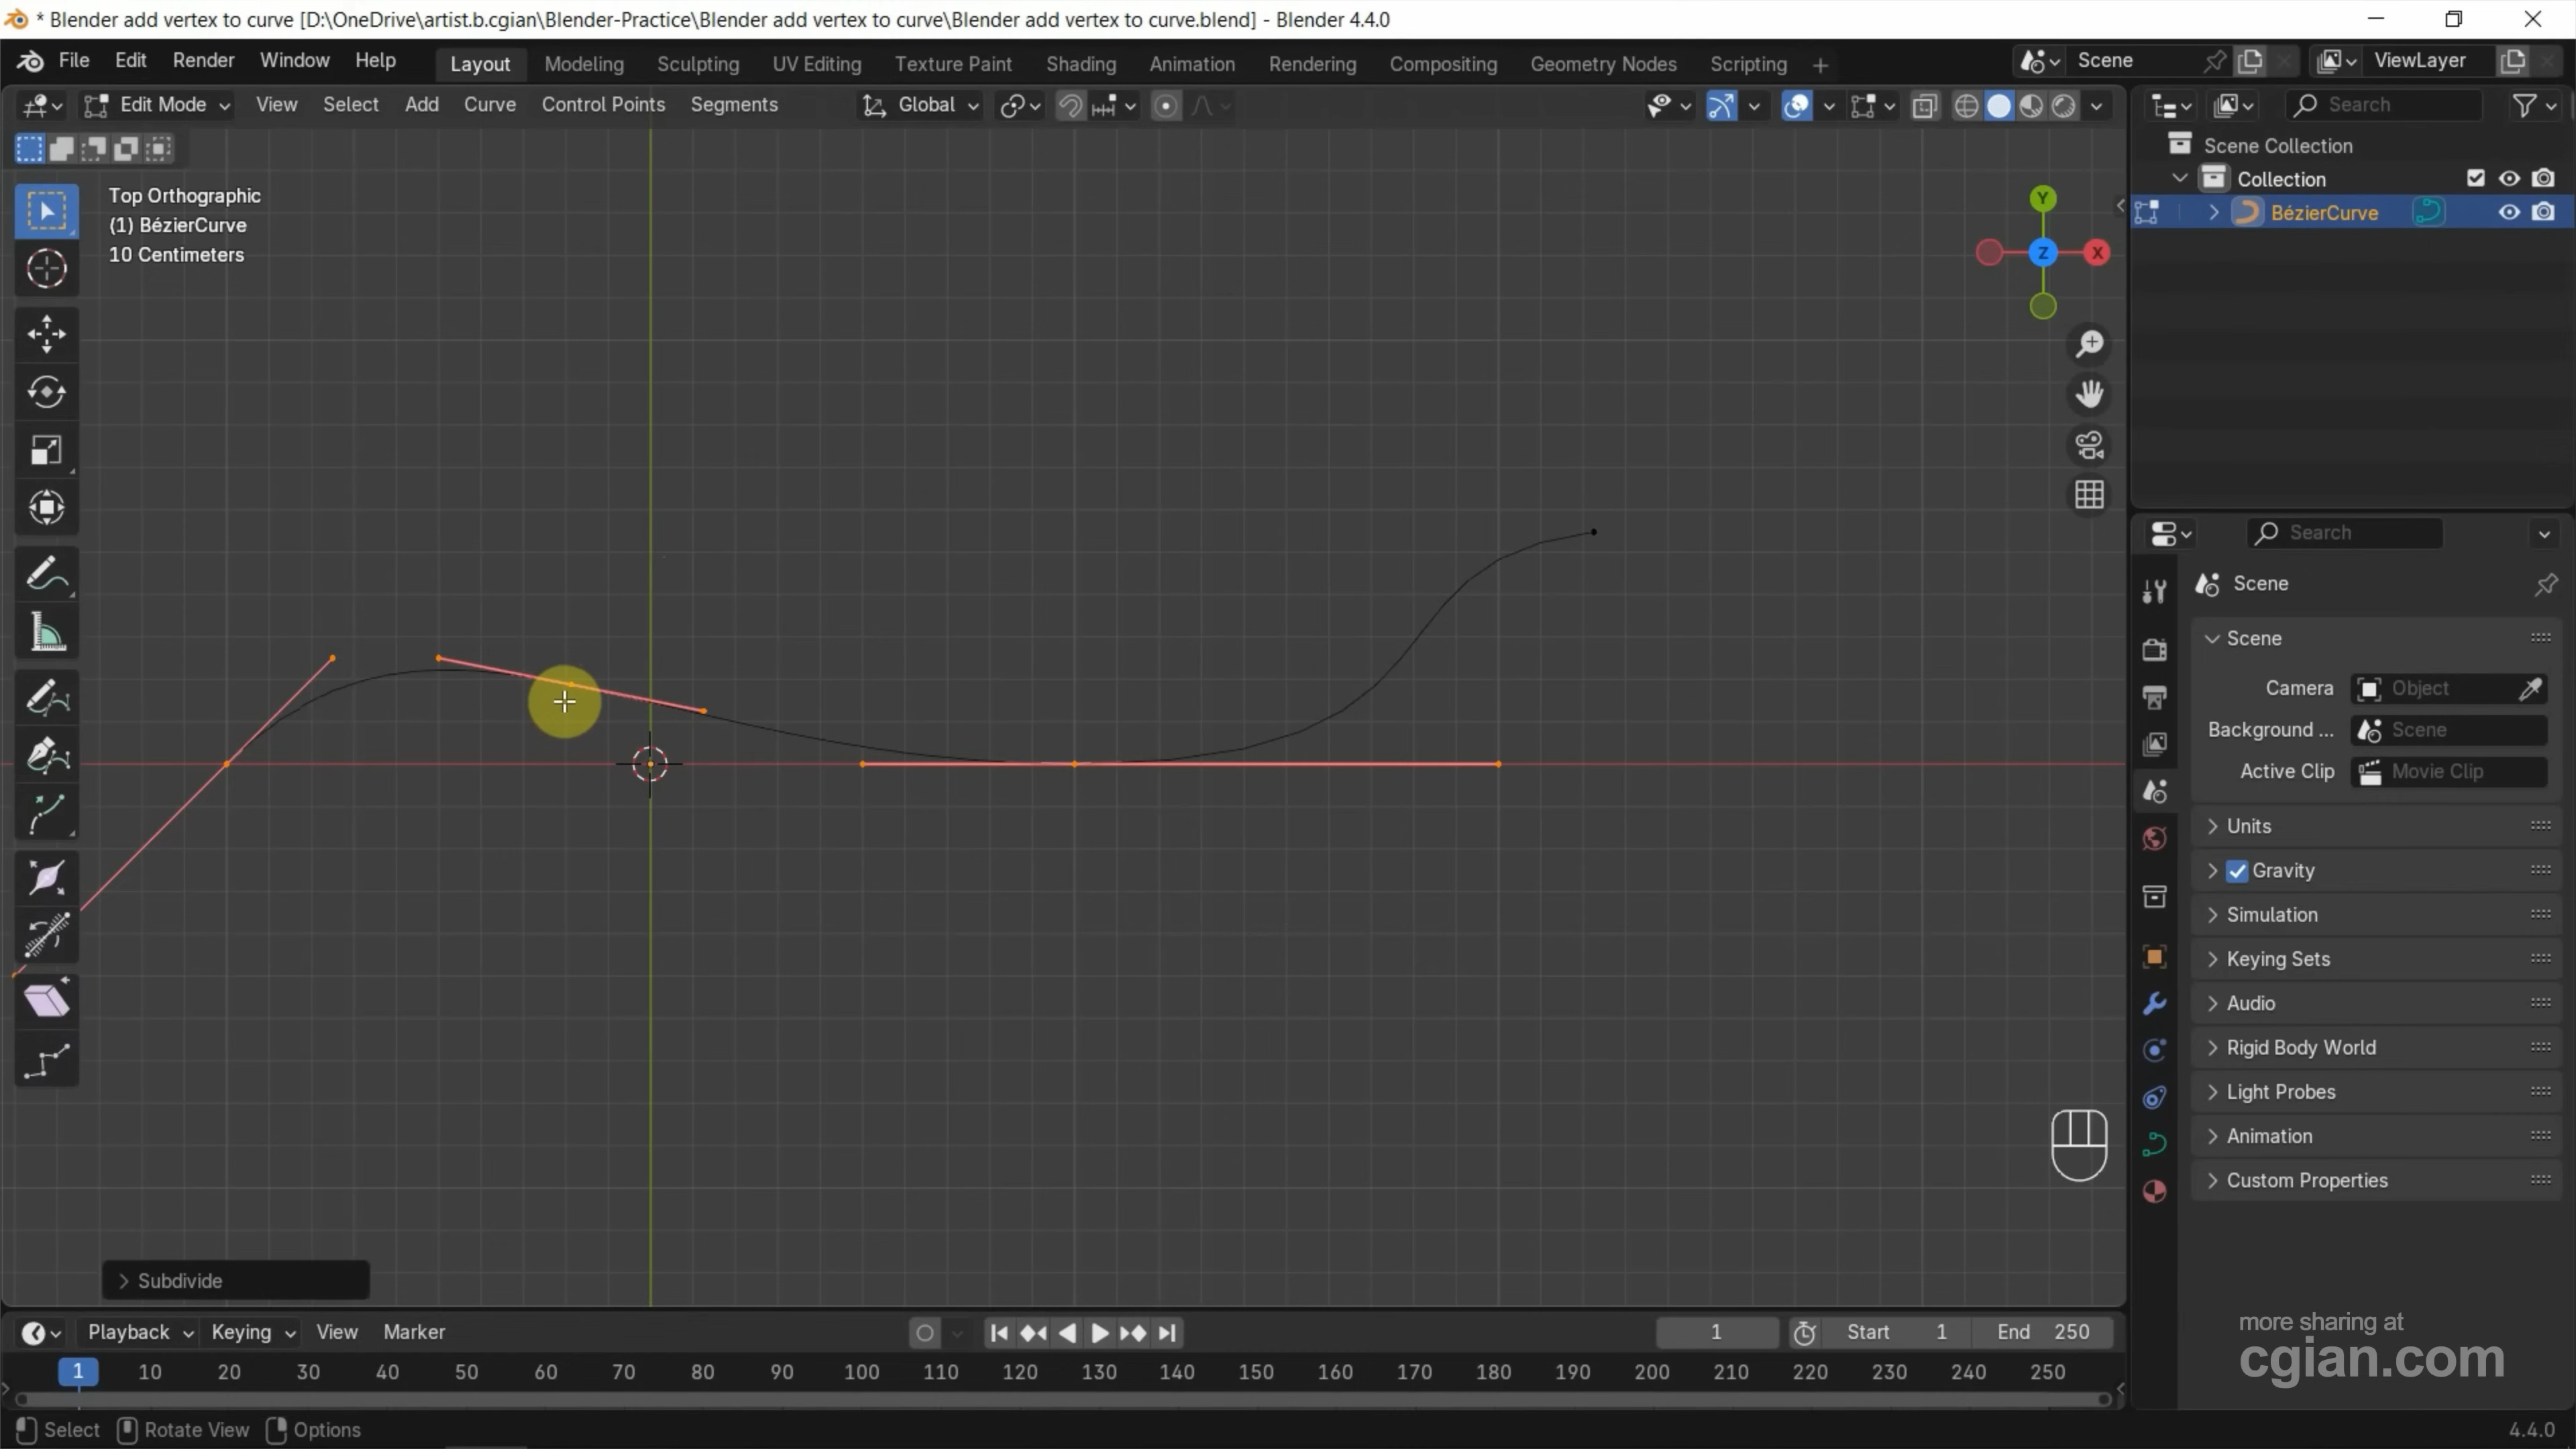 * Blender add vertex to curve [D:\OneDrive\artist.b.cgian\Blender-Practice\Blender add vertex to curve\Blender add vertex to curve.blend] - Blender 4.4.0
File Edit Render Window Help Layout Modeling Sculpting UV Editing Texture Paint Shading Animation Rendering Compositing Geometry Nodes Scripting + Scene ViewLayer
Edit Mode View Select Add Curve Control Points Segments Global Search
Scene Collection
Collection
BézierCurve
Top Orthographic
(1) BézierCurve
10 Centimeters
Y
Z X
Search
Scene
Scene
Camera Object
Background ... Scene
Active Clip Movie Clip
Units
Gravity
Simulation
Keying Sets
Audio
Rigid Body World
Light Probes
Animation
Custom Properties
Subdivide
Playback Keying View Marker 1 Start 1 End 250
1 10 20 30 40 50 60 70 80 90 100 110 120 130 140 150 160 170 180 190 200 210 220 230 240 250
more sharing at
cgian.com
Select Rotate View Options 4.4.0